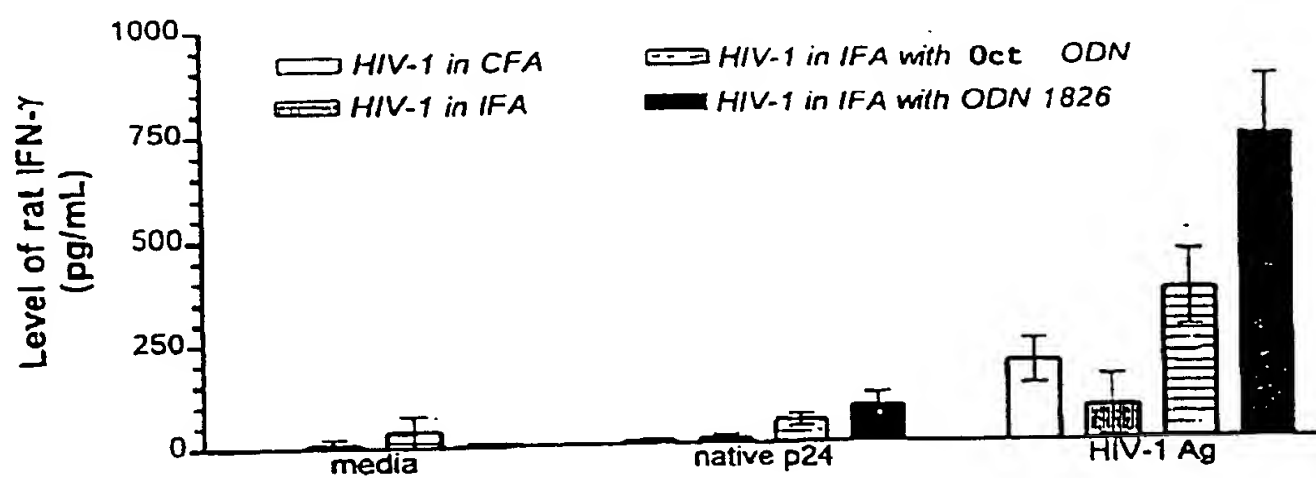 1000
750
500
250
0
Level of rat IFN-γ
(pg/mL)
HIV-1 in CFA
HIV-1 in IFA
HIV-1 in IFA with Oct ODN
HIV-1 in IFA with ODN 1826
media
native p24
HIV-1 Ag